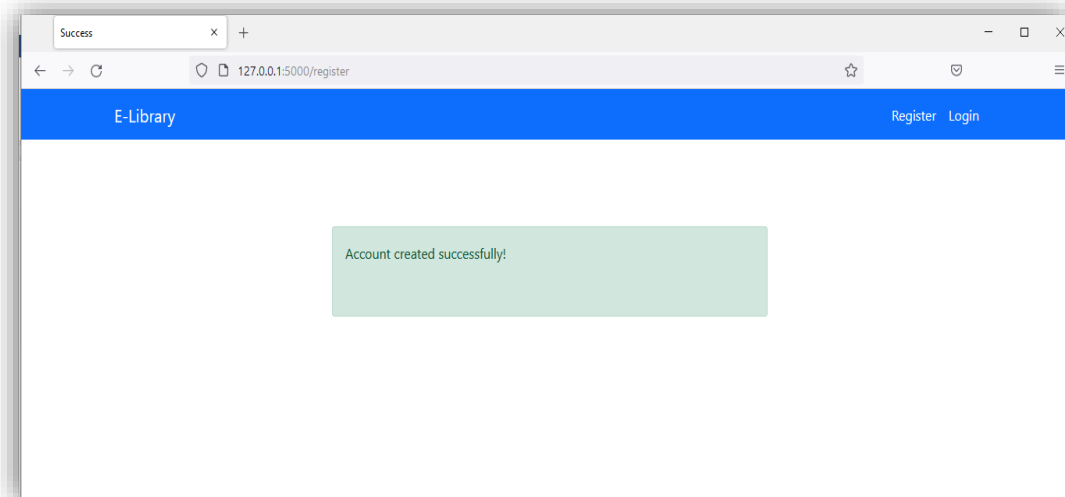 Success
127.0.0.1:5000/register
E-Library
Register Login
Account created successfully!